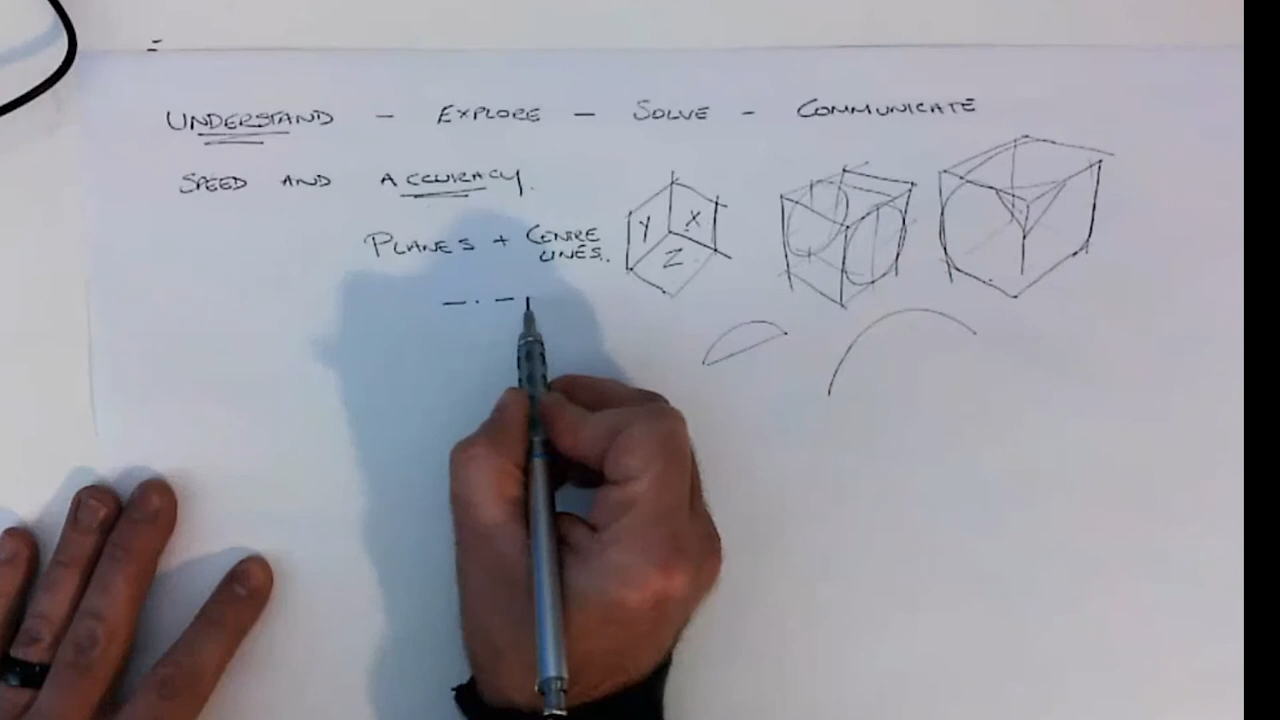 UNDERSTAND - EXPLORE - SOLVE - COMMUNICATE
SPEED AND ACCURACY.
PLANES + CENTRE
LINES.
Y X
Z